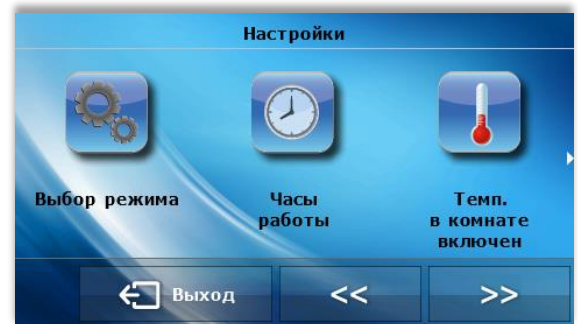 Настройки
Выбор режима
Часы
работы
Темп.
в комнате
включен
Выход
<<
>>